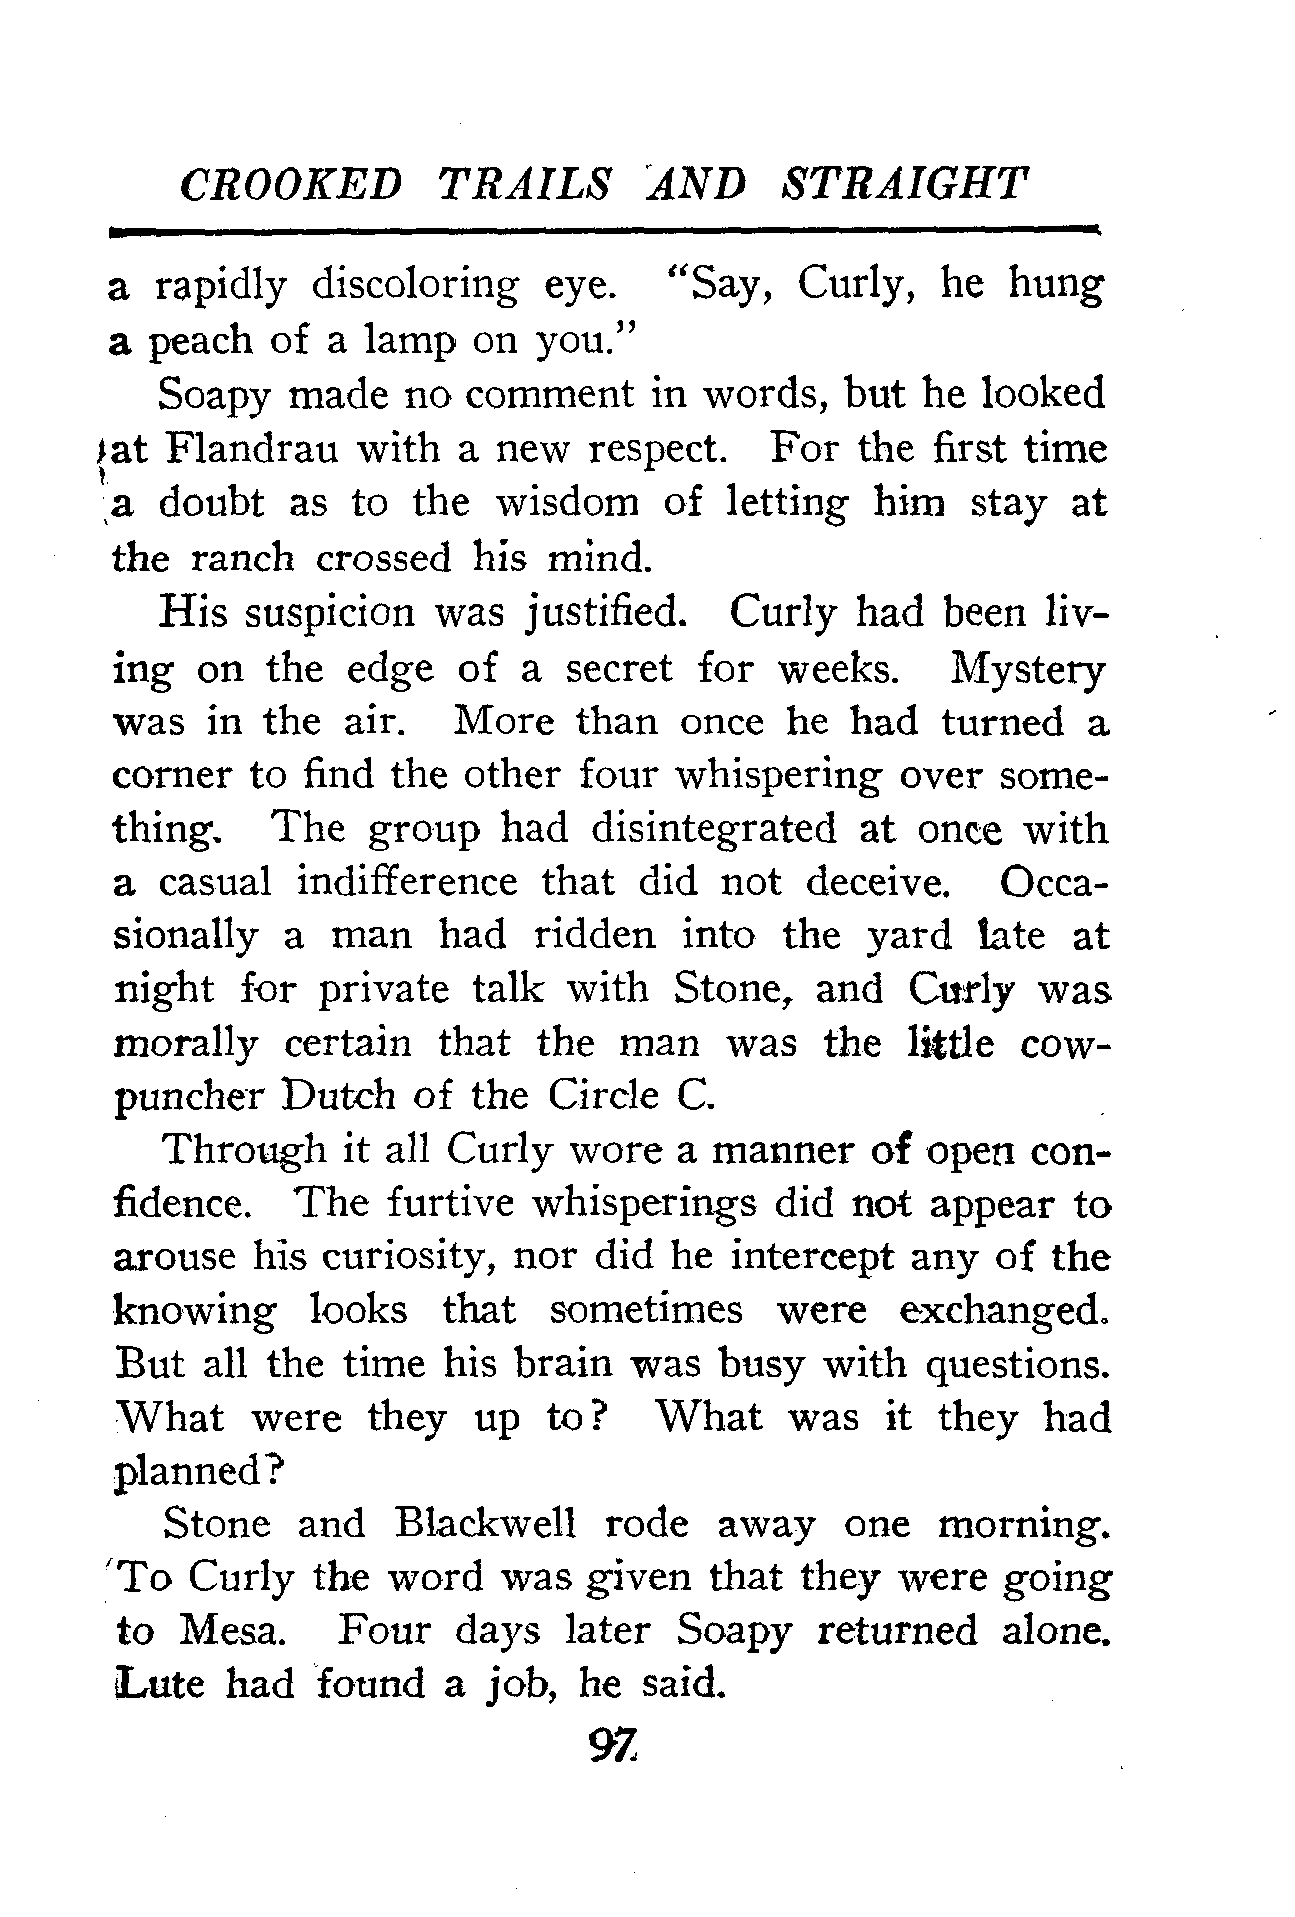 CROOKED TRAILS AND STRAIGHT
a rapidly discoloring eye. "Say, Curly, he hung
a peach of a lamp on you."
Soapy made no comment in words, but he looked
at Flandrau with a new respect. For the first time
a doubt as to the wisdom of letting him stay at
the ranch crossed his mind.
His suspicion was justified. Curly had been liv-
ing on the edge of a secret for weeks. Mystery
was in the air. More than once he had turned a
corner to find the other four whispering over some-
thing. The group had disintegrated at once with
a casual indifference that did not deceive. Occa-
sionally a man had ridden into the yard late at
night for private talk with Stone, and Curly was
morally certain that the man was the little cow-
puncher Dutch of the Circle C.
Through it all Curly wore a manner of open con-
fidence. The furtive whisperings did not appear to
arouse his curiosity, nor did he intercept any of the
knowing looks that sometimes were exchanged.
But all the time his brain was busy with questions.
What were they up to? What was it they had
planned?
Stone and Blackwell rode away one morning.
To Curly the word was given that they were going
to Mesa. Four days later Soapy returned alone.
Lute had found a job, he said.
97